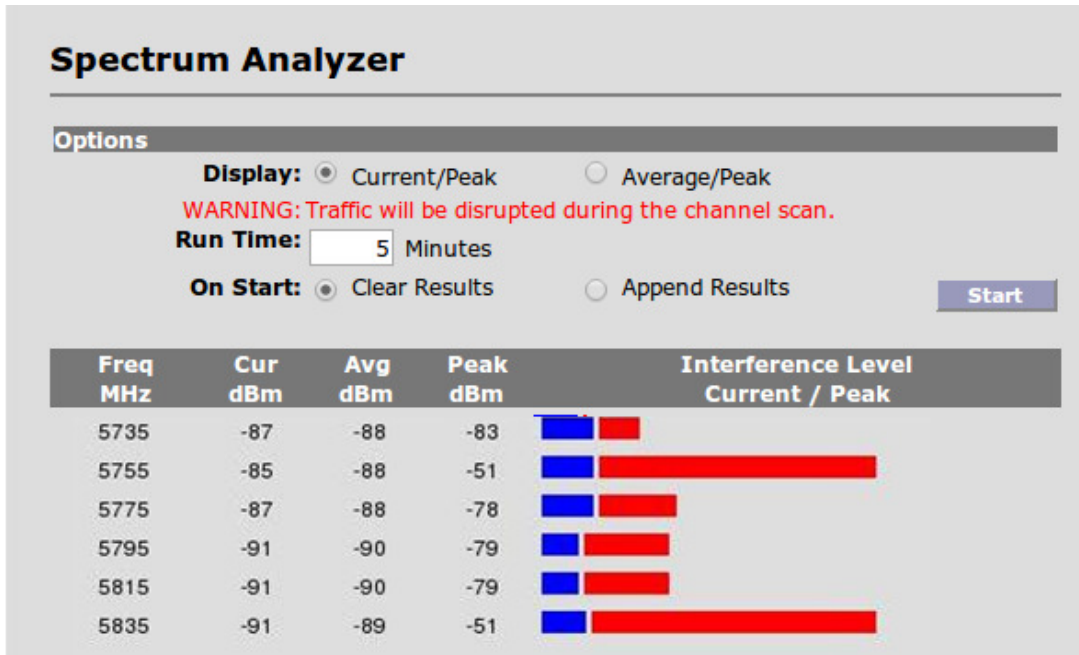 Spectrum Analyzer
Options
Display: Current/Peak Average/Peak
WARNING: Traffic will be disrupted during the channel scan.
Run Time: 5 Minutes
On Start: Clear Results Append Results Start
Freq Cur Avg Peak Interference Level
MHz dBm dBm dBm Current / Peak
5735 -87 -88 -83
5755 -85 -88 -51
5775 -87 -88 -78
5795 -91 -90 -79
5815 -91 -90 -79
5835 -91 -89 -51